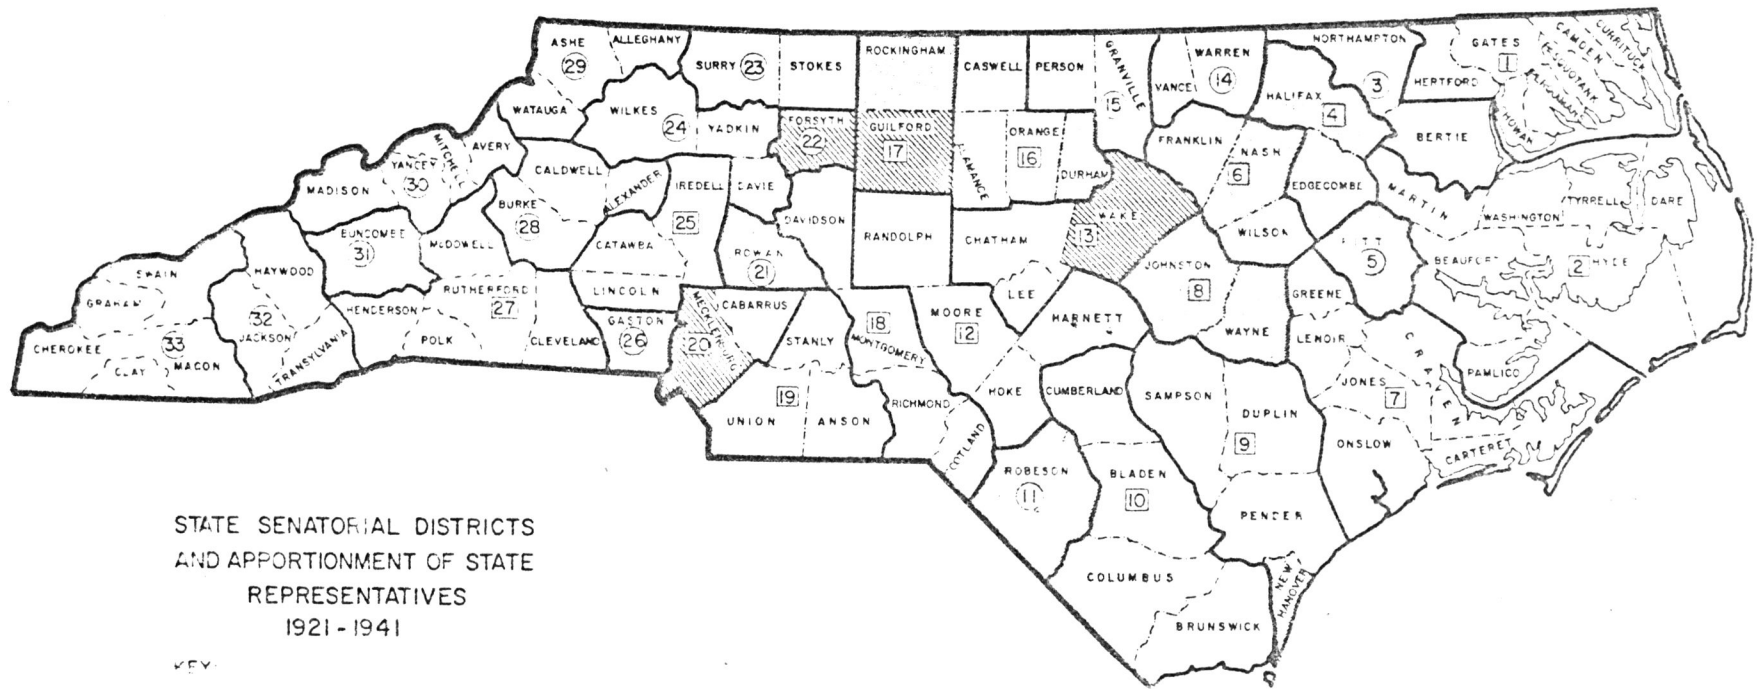 ASHE
ALLEGHANY
29
SURRY 23
STOKES
ROCKINGHAM
CASWELL
PERSON
GRANVILLE
15
VANCE
WARREN
14
NORTHAMPTON
3
HALIFAX
4
HERTFORD
GATES
1
CAMDEN
CURRITUCK
BERTIE
WATAUGA
WILKES
24
YADKIN
FORSYTH
22
GUILFORD
17
ORANGE
16
DURHAM
FRANKLIN
NASH
6
EDGECOMBE
MARTIN
WASHINGTON
TYRRELL
DARE
AVERY
MITCHELL
YANCEY
30
MADISON
CALDWELL
ALEXANDER
IREDELL
25
DAVIE
DAVIDSON
RANDOLPH
CHATHAM
WAKE
13
WILSON
5
BEAUFORT
2 HYDE
BUNCOMBE
31
MCDOWELL
BURKE
28
CATAWBA
ROWAN
21
LEE
JOHNSTON
8
GREENE
SWAIN
HAYWOOD
GRAHAM
32
JACKSON
TRANSYLVANIA
HENDERSON
RUTHERFORD
27
POLK
CLEVELAND
LINCOLN
GASTON
26
MECKLENBURG
20
CABARRUS
STANLY
18
MONTGOMERY
MOORE
12
HARNETT
WAYNE
LENOIR
CRAVEN
PAMLICO
CHEROKEE
33
CLAY
MACON
19
UNION
ANSON
RICHMOND
HOKE
CUMBERLAND
SAMPSON
DUPLIN
9
JONES
7
ONSLOW
CARTERET
ROBESON
11
BLADEN
10
PENDER
COLUMBUS
NEW
HANOVER
BRUNSWICK
STATE SENATORIAL DISTRICTS
AND APPORTIONMENT OF STATE
REPRESENTATIVES
1921-1941
KEY: